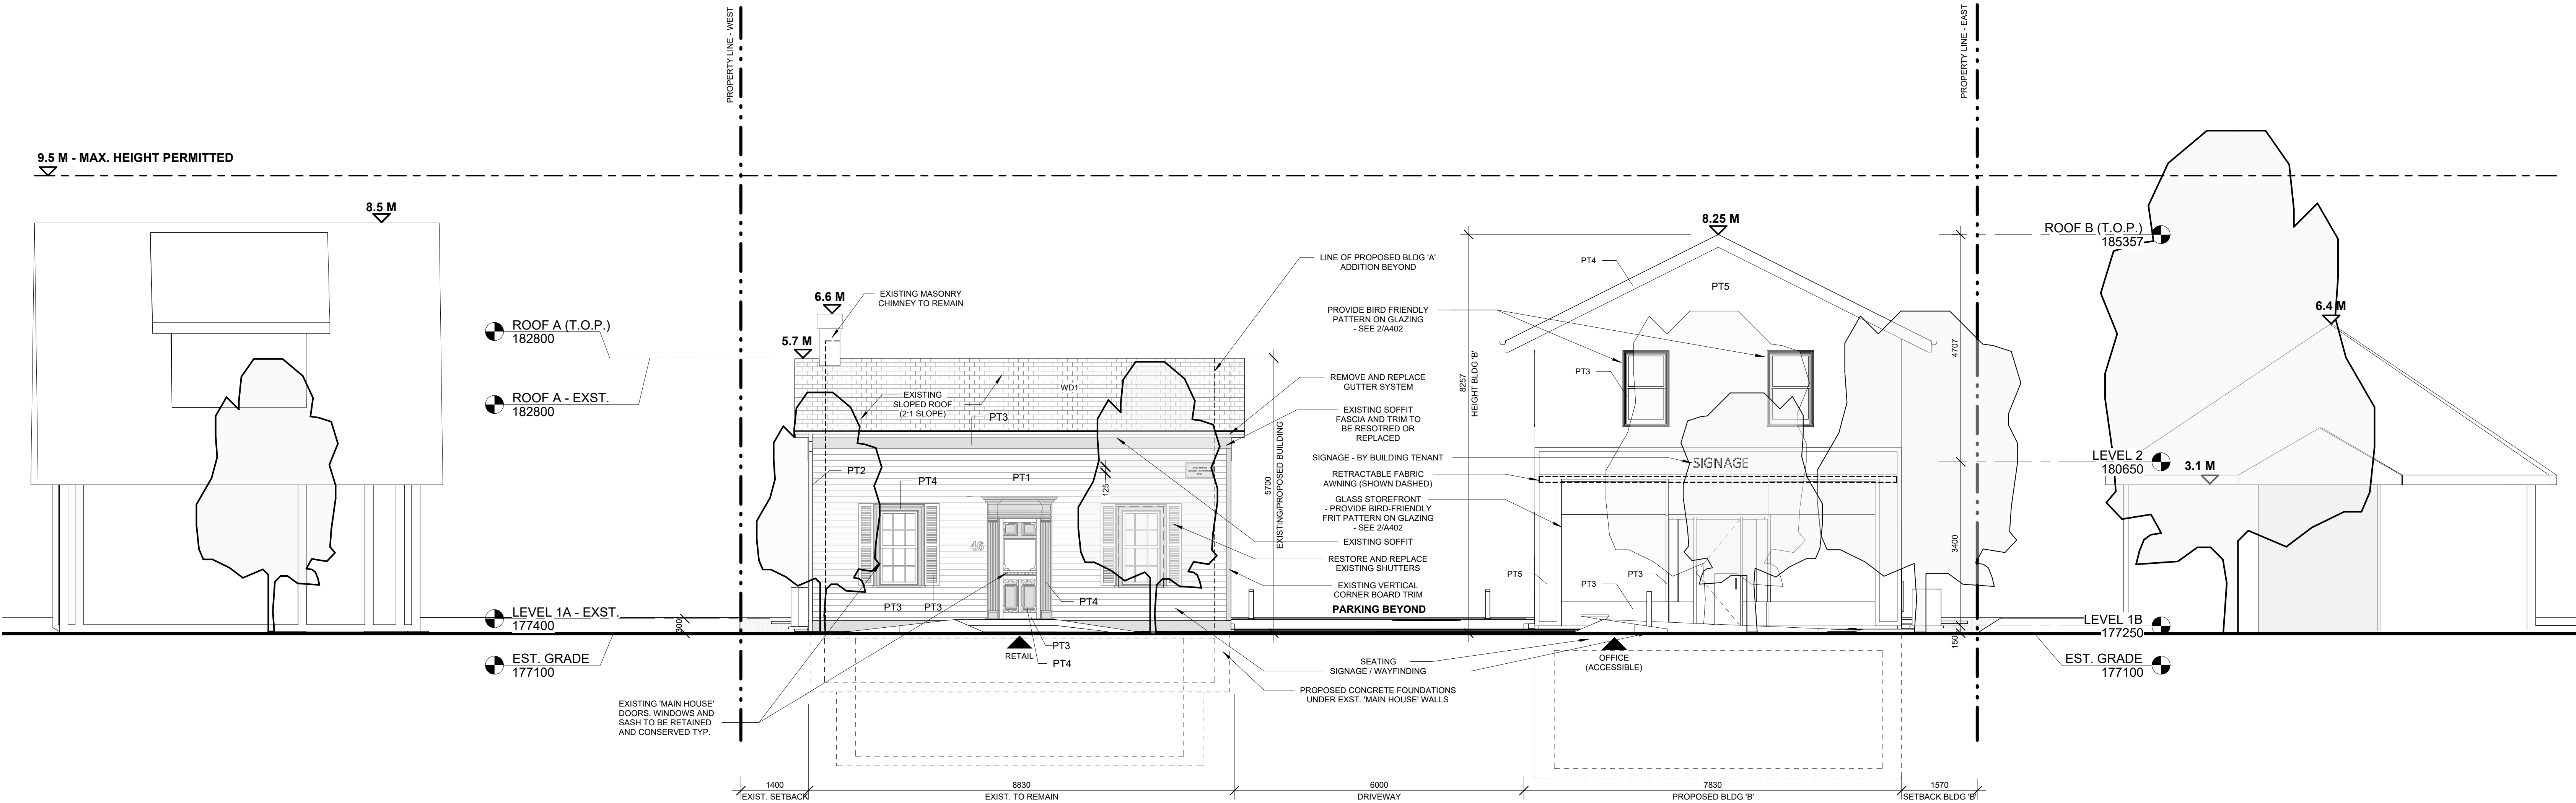 PROPERTY LINE - WEST
PROPERTY LINE - EAST
9.5 M - MAX. HEIGHT PERMITTED
8.5 M
ROOF A (T.O.P.)
182800
ROOF A - EXST.
182800
LEVEL 1A - EXST.
177400
EST. GRADE
177100
300
6.6 M
5.7 M
EXISTING MASONRY
CHIMNEY TO REMAIN
EXISTING
SLOPED ROOF
(2:1 SLOPE)
WD1
PT3
PT2
PT4
PT1
125
46
PT3
PT3
PT4
PT3
PT4
RETAIL
EXISTING 'MAIN HOUSE'
DOORS, WINDOWS AND
SASH TO BE RETAINED
AND CONSERVED TYP.
5700
EXISTING/PROPOSED BUILDING
LINE OF PROPOSED BLDG 'A'
ADDITION BEYOND
PROVIDE BIRD FRIENDLY
PATTERN ON GLAZING
- SEE 2/A402
REMOVE AND REPLACE
GUTTER SYSTEM
EXISTING SOFFIT
FASCIA AND TRIM TO
BE RESOTRED OR
REPLACED
SIGNAGE - BY BUILDING TENANT
RETRACTABLE FABRIC
AWNING (SHOWN DASHED)
GLASS STOREFRONT
- PROVIDE BIRD-FRIENDLY
FRIT PATTERN ON GLAZING
- SEE 2/A402
EXISTING SOFFIT
RESTORE AND REPLACE
EXISTING SHUTTERS
EXISTING VERTICAL
CORNER BOARD TRIM
PARKING BEYOND
SEATING
SIGNAGE / WAYFINDING
PROPOSED CONCRETE FOUNDATIONS
UNDER EXST. 'MAIN HOUSE' WALLS
8257
HEIGHT BLDG 'B'
8.25 M
PT4
PT5
PT3
SIGNAGE
PT5
PT3
PT3
OFFICE
(ACCESSIBLE)
4707
3400
150
ROOF B (T.O.P.)
185357
LEVEL 2
180650
LEVEL 1B
177250
EST. GRADE
177100
6.4 M
3.1 M
1400
EXIST. SETBACK
8830
EXIST. TO REMAIN
6000
DRIVEWAY
7830
PROPOSED BLDG 'B'
1570
SETBACK BLDG 'B'